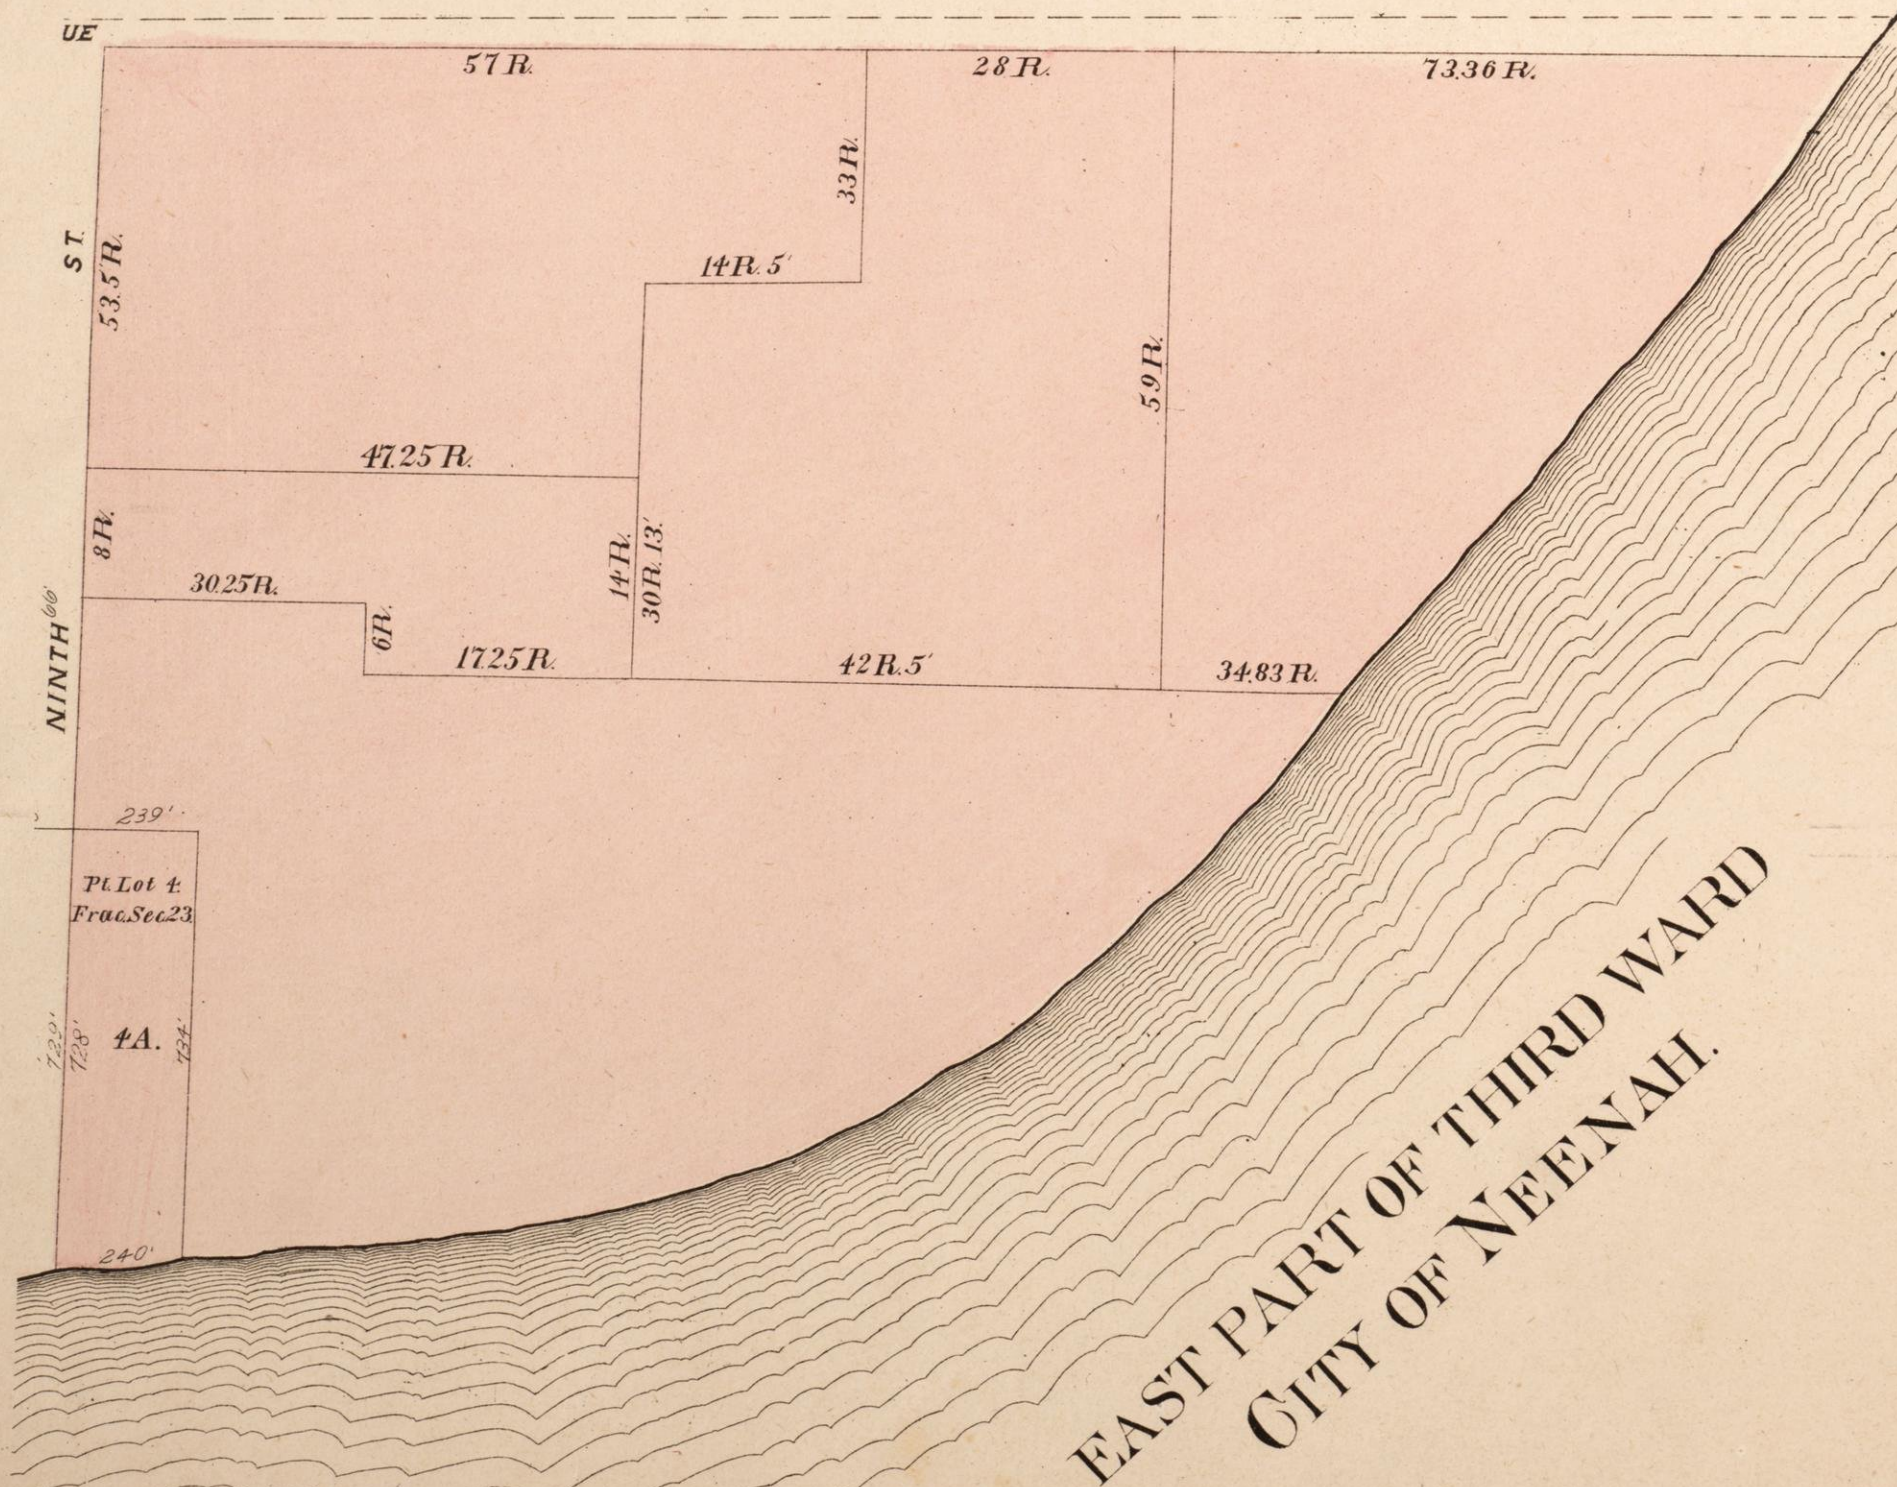 UE
57 R.
28 R.
73.36 R.
33 R.
ST.
53.5 R.
14 R. 5'
59 R.
47.25 R.
8 R.
14 R.
30 R. 13'
30.25 R.
6 R.
NINTH 66'
17.25 R.
42 R. 5'
34.83 R.
239'
Pt. Lot 4.
Frac. Sec. 23
729'
728'
4 A.
734'
240'
EAST PART OF THIRD WARD
CITY OF NEENAH.